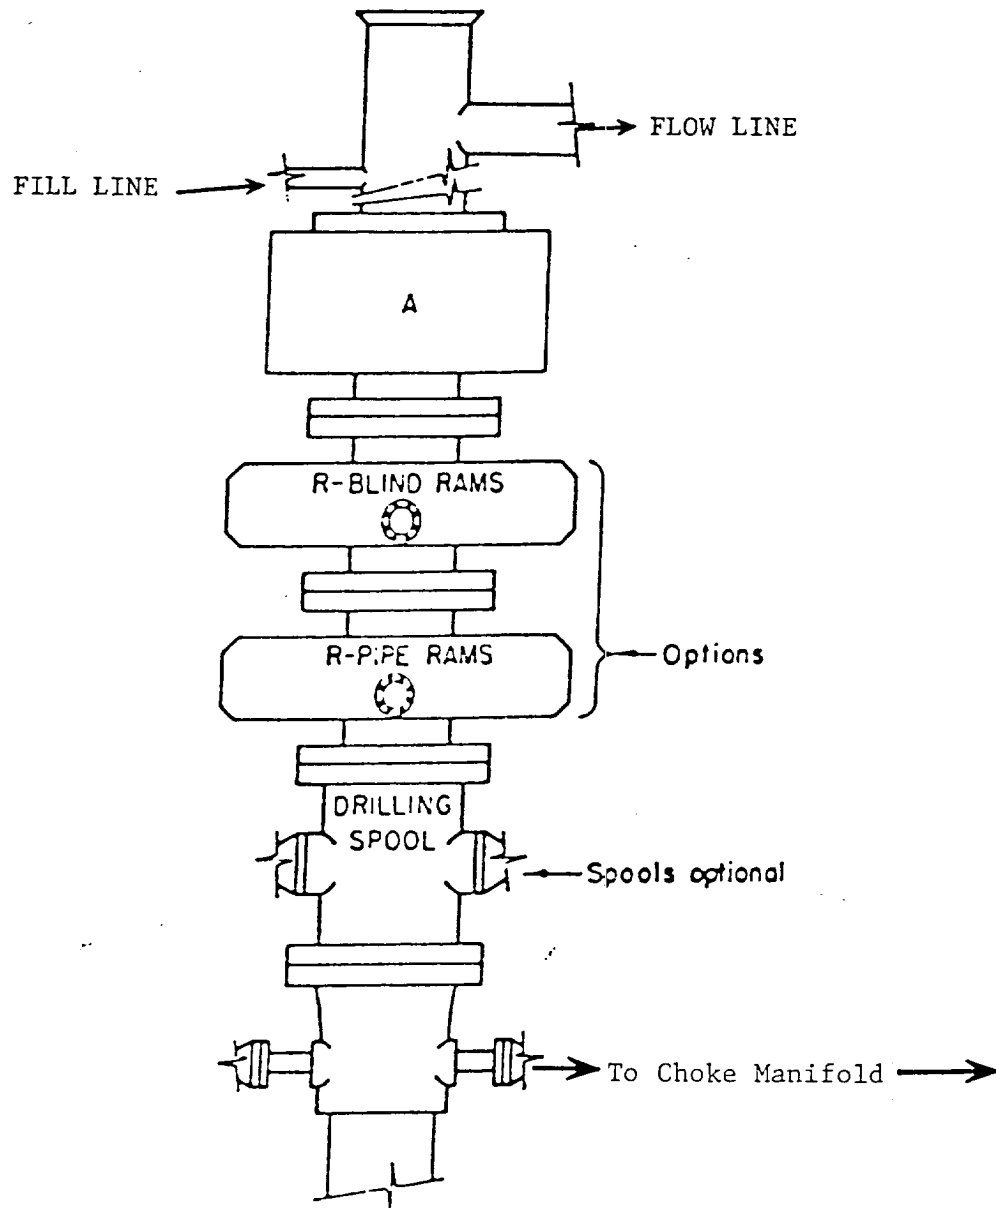 FLOW LINE
FILL LINE
A
R-BLIND RAMS
R-PIPE RAMS
Options
DRILLING
SPOOL
Spools optional
To Choke Manifold